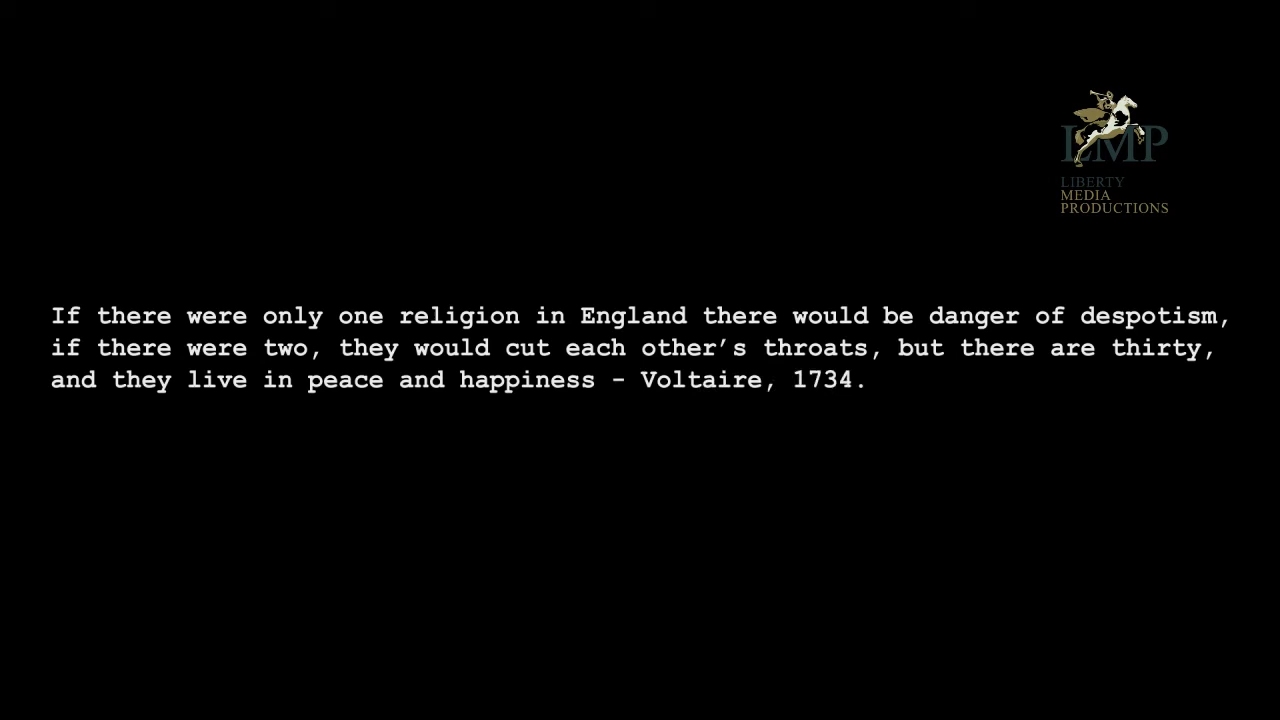 LMP
LIBERTY
MEDIA
PRODUCTIONS
If there were only one religion in England there would be danger of despotism,
if there were two, they would cut each other’s throats, but there are thirty,
and they live in peace and happiness - Voltaire, 1734.